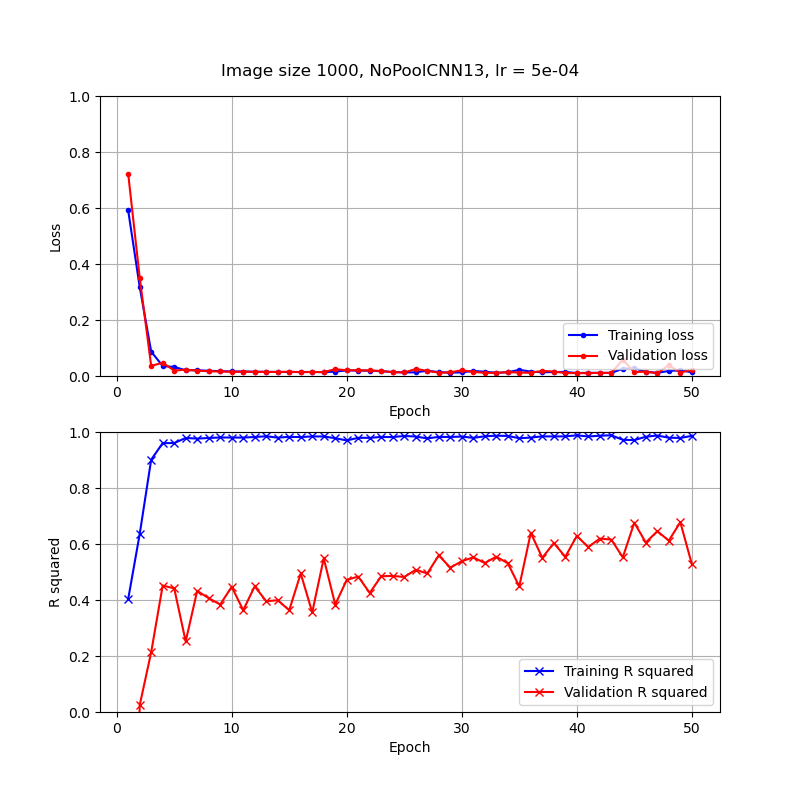 Image size 1000, NoPoolCNN13, lr = 5e-04
1.0
0.8
0.6
0.4
0.2
0.0
Loss
Training loss
Validation loss
0 10 20 30 40 50
Epoch
1.0
0.8
0.6
0.4
0.2
0.0
R squared
Training R squared
Validation R squared
0 10 20 30 40 50
Epoch